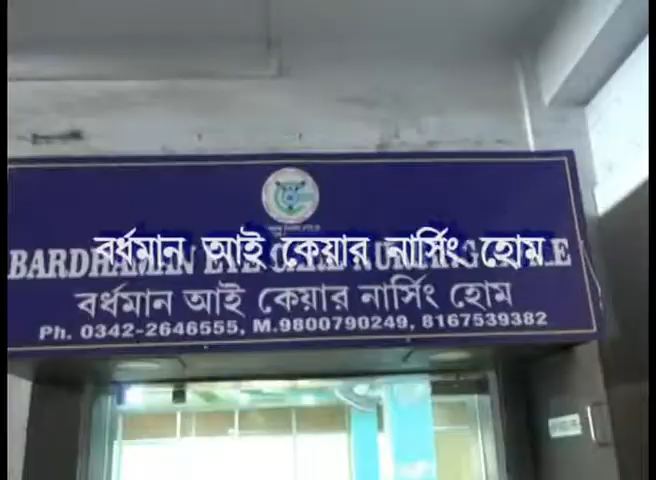 বর্ধমান আই কেয়ার নার্সিং হোম
BARDHAMAN EYE CARE NURSING HOME
বর্ধমান আই কেয়ার নার্সিং হোম
Ph. 0342-2646555, M.9800790249, 8167539382